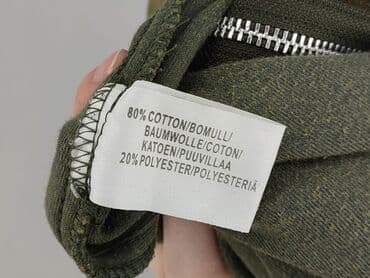 80% COTTON/BOMULL/
BAUMWOLLE/COTON/
KATOEN/PUUVILLAA
20% POLYESTER/POLYESTERIÄ